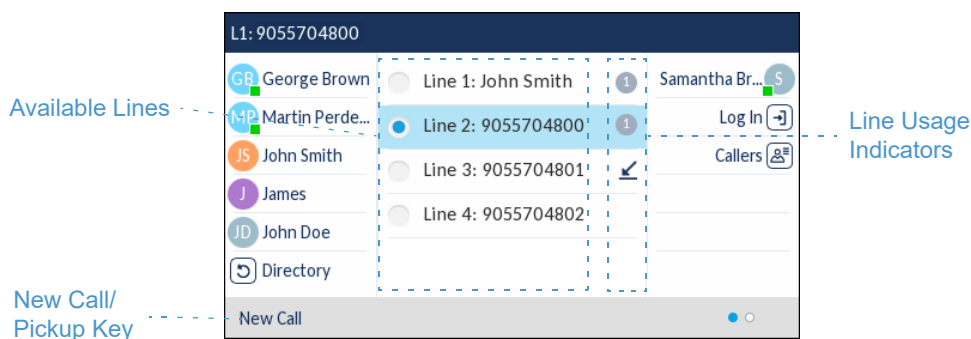 L1: 9055704800
George Brown
Line 1: John Smith
1
Samantha Br...
S
GB
Available Lines
MP
Martin Perde...
Line 2: 9055704800
1
Log In
Line Usage
Indicators
JS
John Smith
Line 3: 9055704801
Callers
J
James
Line 4: 9055704802
JD
John Doe
Directory
New Call/
Pickup Key
New Call